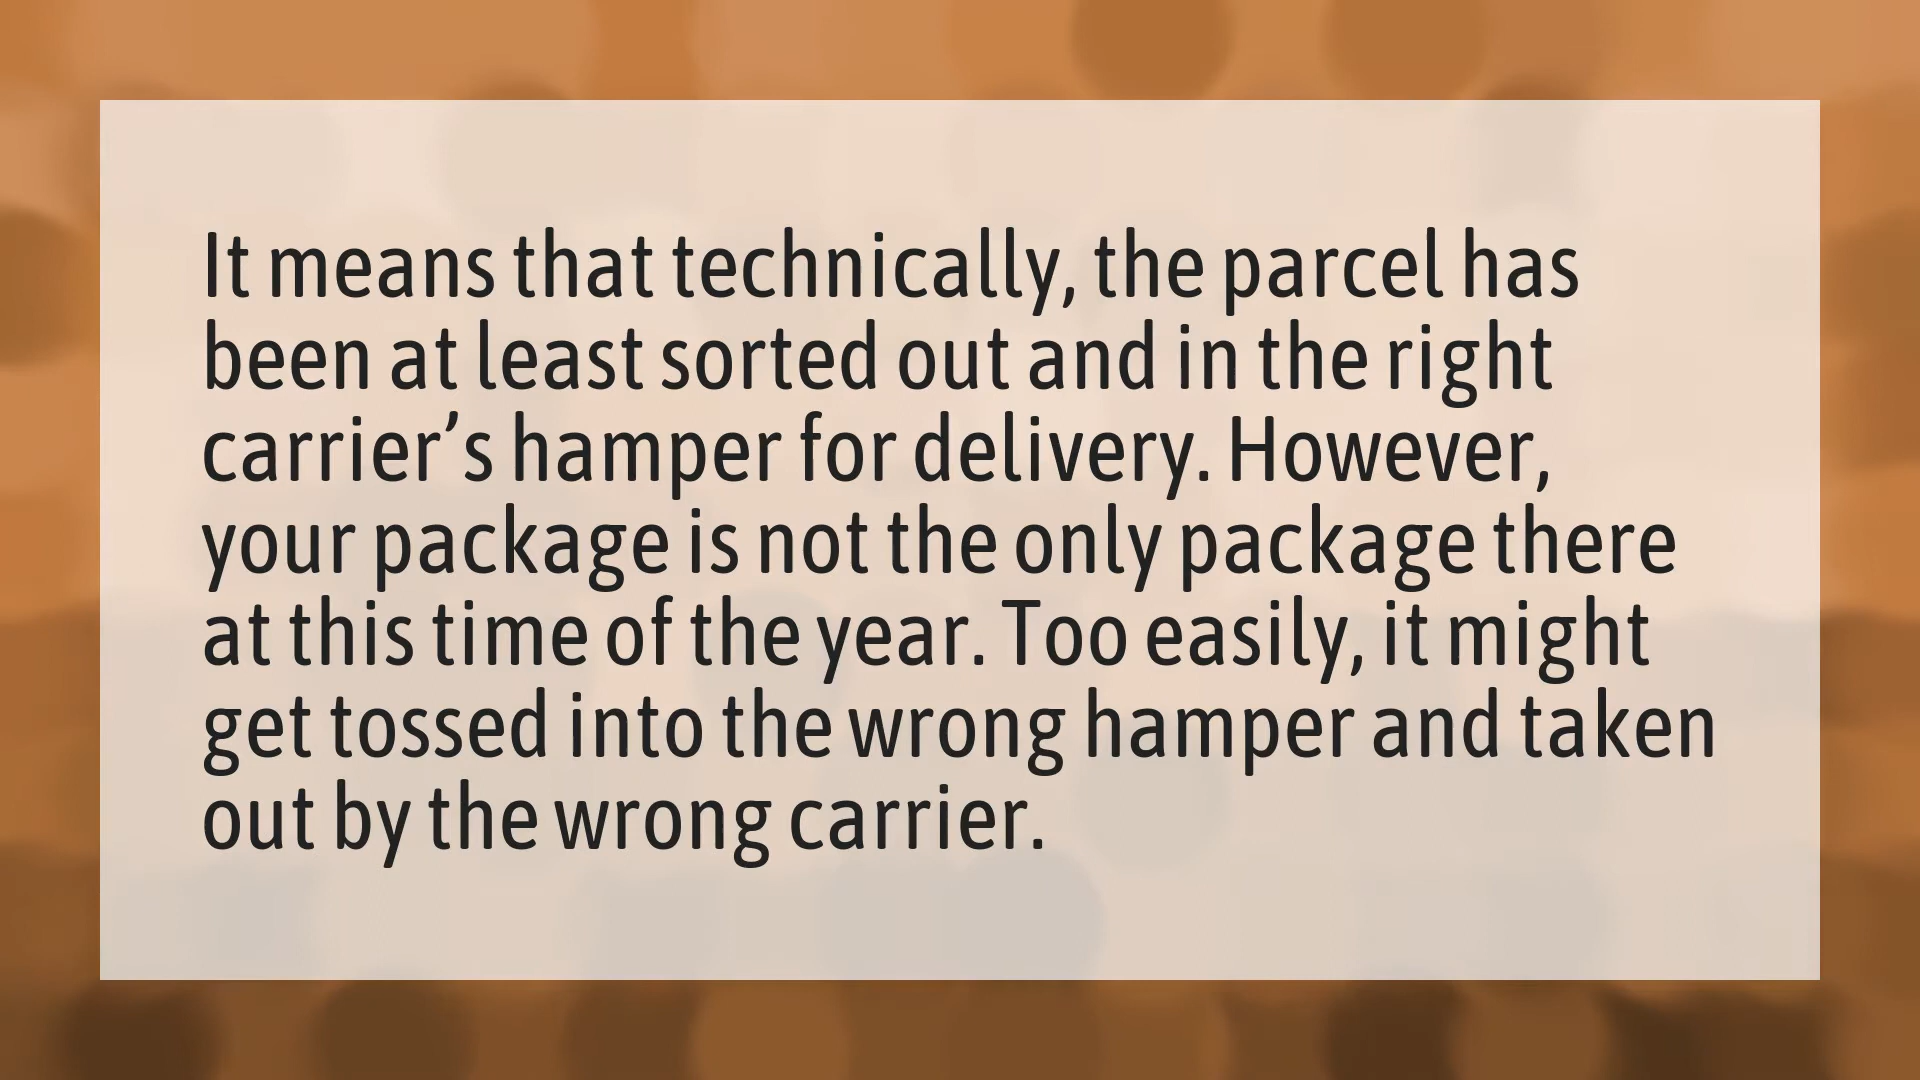 It means that technically, the parcel has
been at least sorted out and in the right
carrier’s hamper for delivery. However,
your package is not the only package there
at this time of the year. Too easily, it might
get tossed into the wrong hamper and taken
out by the wrong carrier.